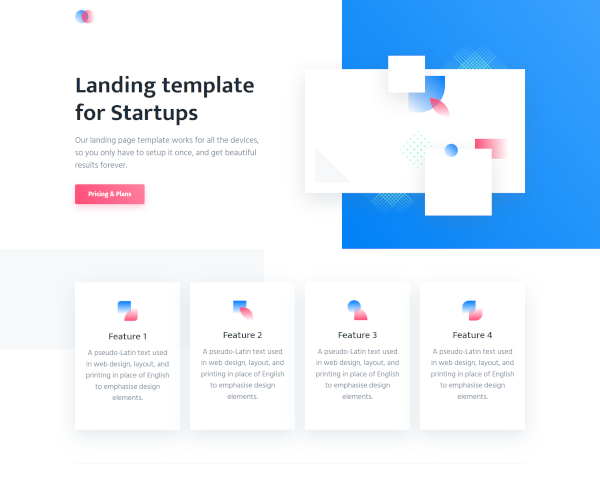 Landing template
for Startups
Our landing page template works for all the devices,
so you only have to setup it once, and get beautiful
results forever.
Pricing & Plans
Feature 1
A pseudo-Latin text used
in web design, layout, and
printing in place of English
to emphasise design
elements.
Feature 2
A pseudo-Latin text used
in web design, layout, and
printing in place of English
to emphasise design
elements.
Feature 3
A pseudo-Latin text used
in web design, layout, and
printing in place of English
to emphasise design
elements.
Feature 4
A pseudo-Latin text used
in web design, layout, and
printing in place of English
to emphasise design
elements.